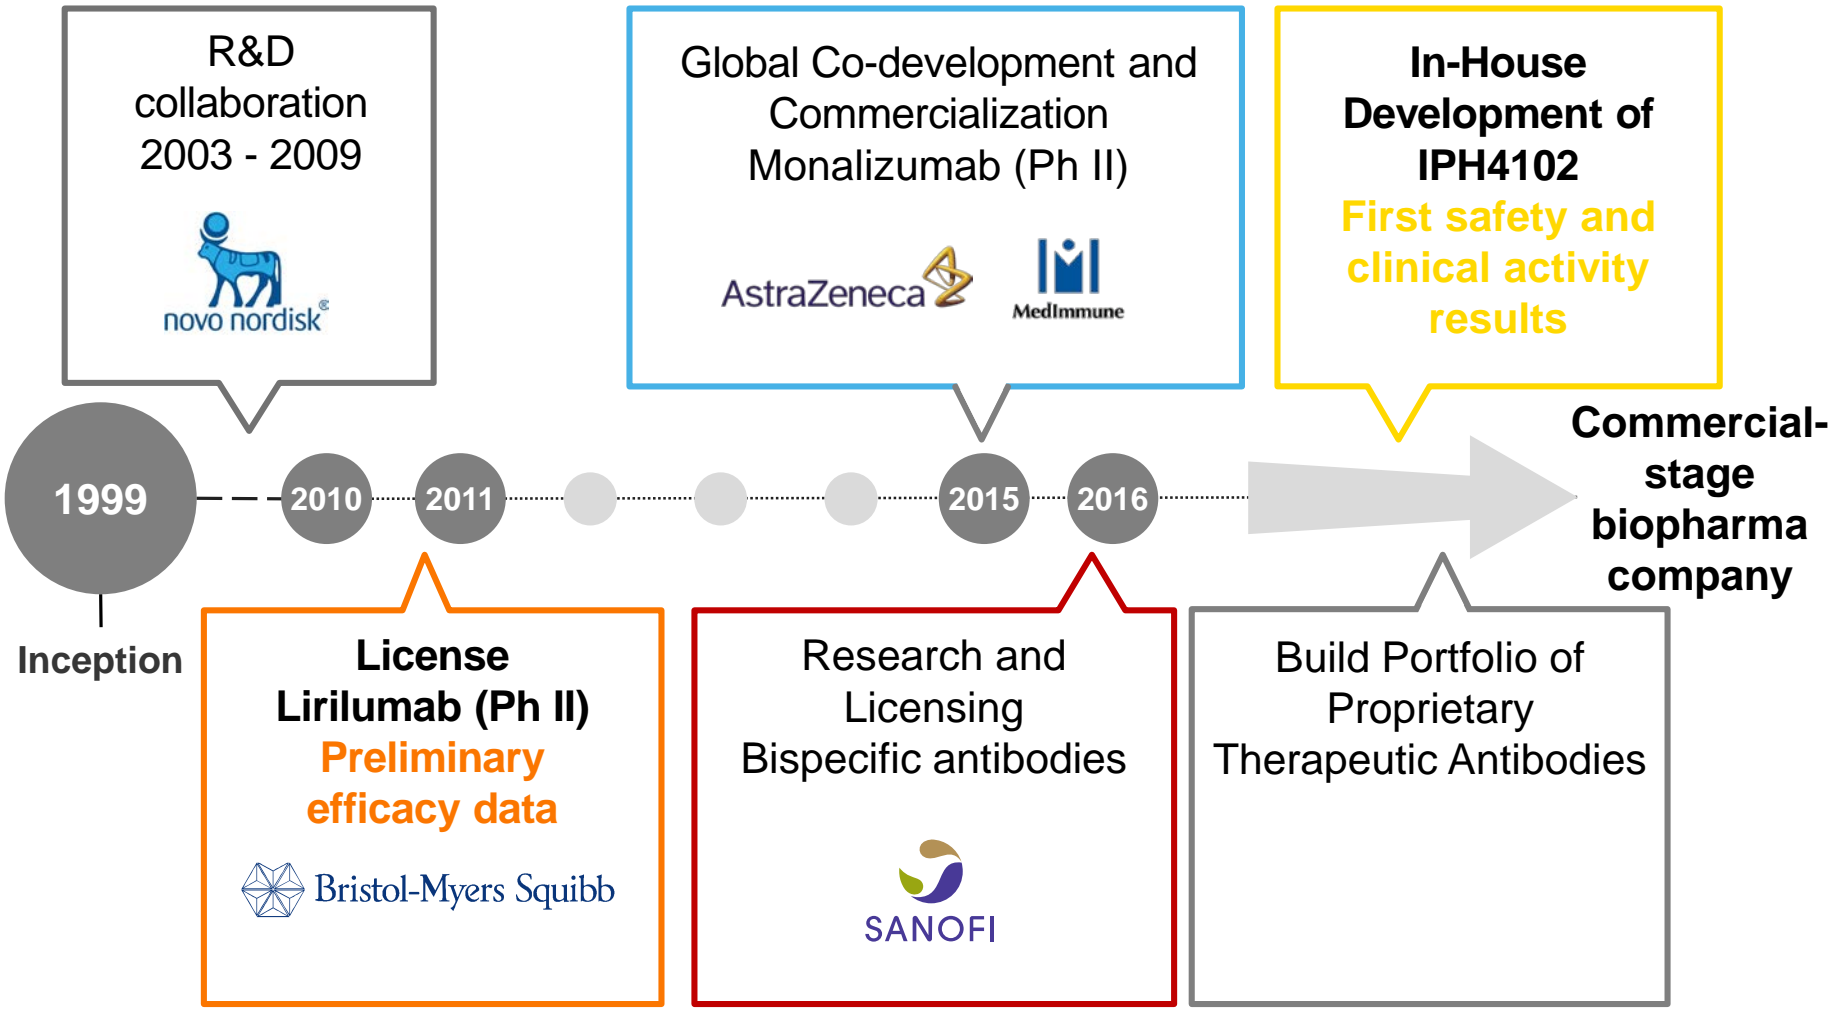 R&D
collaboration
2003 - 2009
novo nordisk®
Global Co-development and
Commercialization
Monalizumab (Ph II)
AstraZeneca
MedImmune
In-House
Development of
IPH4102
First safety and
clinical activity
results
1999
2010
2011
2015
2016
Commercial-
stage
biopharma
company
Inception
License
Lirilumab (Ph II)
Preliminary
efficacy data
Bristol-Myers Squibb
Research and
Licensing
Bispecific antibodies
SANOFI
Build Portfolio of
Proprietary
Therapeutic Antibodies